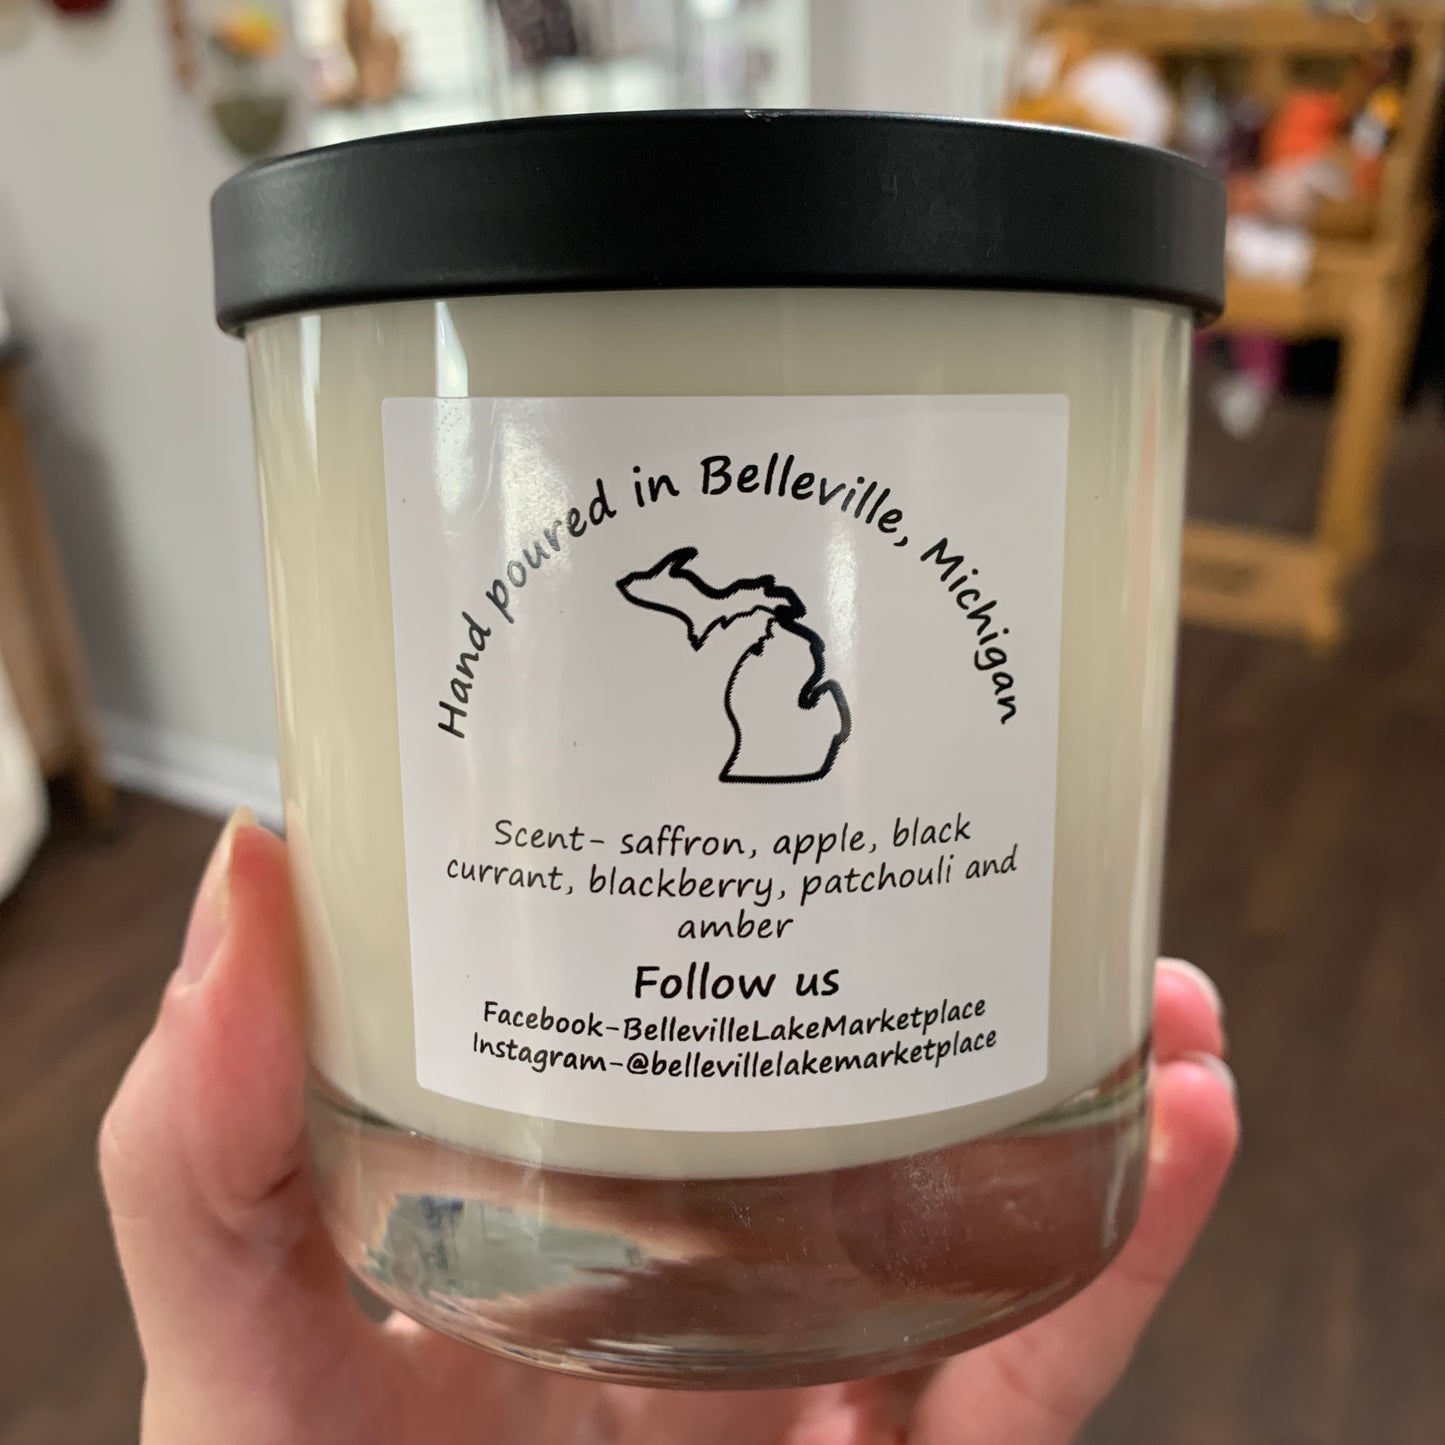 Hand poured in Belleville, Michigan
Scent- saffron, apple, black
currant, blackberry, patchouli and
amber
Follow us
Facebook-BellevilleLakeMarketplace
Instagram-@bellevillelakemarketplace